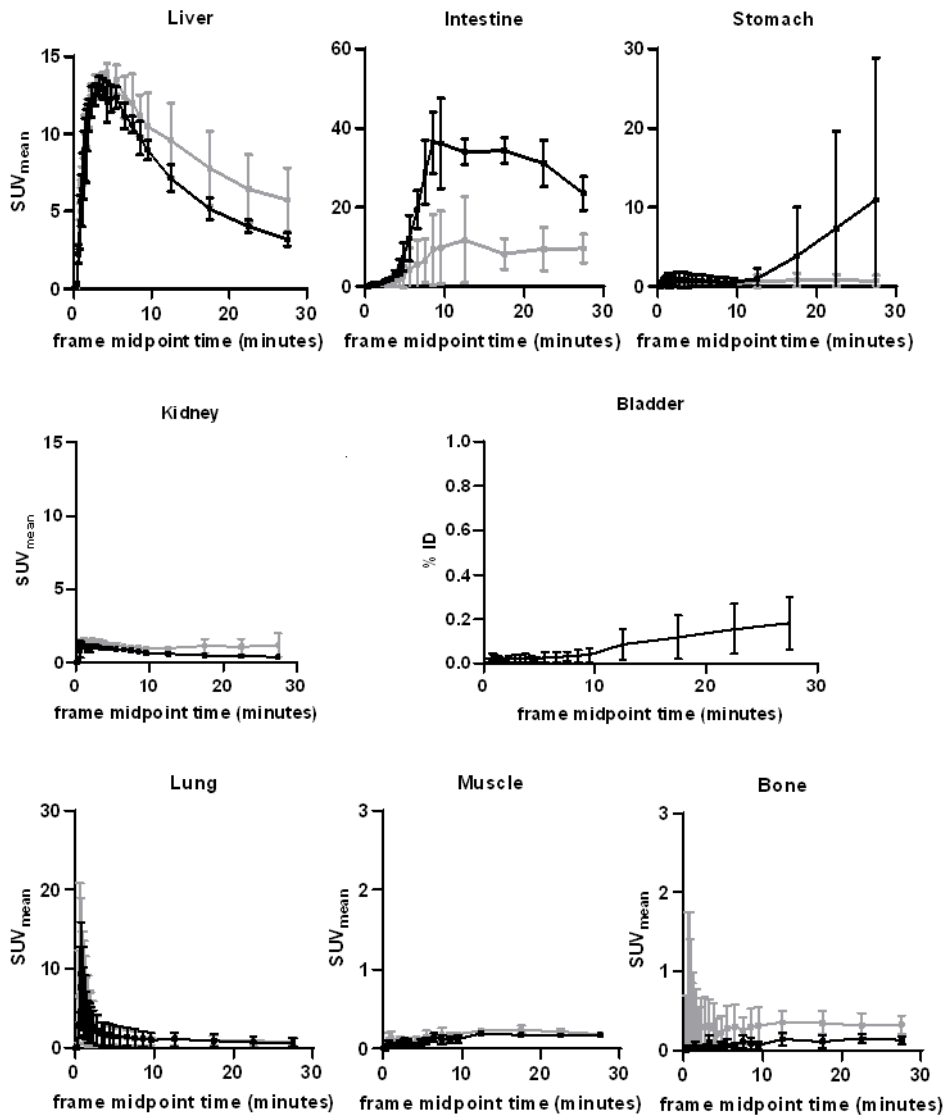 Liver Intestine Stomach
15 60 30
10 40 20
5 20 10
0 0 0
SUVmean
0 10 20 30 0 10 20 30 0 10 20 30
frame midpoint time (minutes) frame midpoint time (minutes) frame midpoint time (minutes)
Kidney Bladder
15 1.0
0.8
10 0.6
5 0.4
0.2
0 0.0
SUVmean % ID
0 10 20 30 0 10 20 30
frame midpoint time (minutes) frame midpoint time (minutes)
Lung Muscle Bone
30 3 3
20 2 2
10 1 1
0 0 0
SUVmean SUVmean SUVmean
0 10 20 30 0 10 20 30 0 10 20 30
frame midpoint time (minutes) frame midpoint time (minutes) frame midpoint time (minutes)